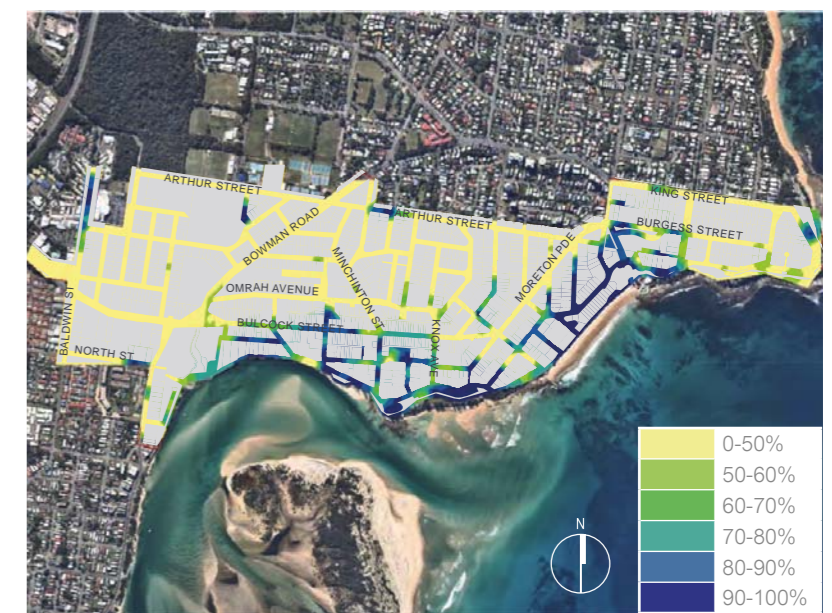 ARTHUR STREET
KING STREET
ARTHUR STREET
BURGESS STREET
BOWMAN ROAD
MORETON PDE
MINCHINTON ST
OMRAH AVENUE
BALDWIN ST
BULCOCK STREET
KNOX AVE
NORTH ST
N
0-50%
50-60%
60-70%
70-80%
80-90%
90-100%